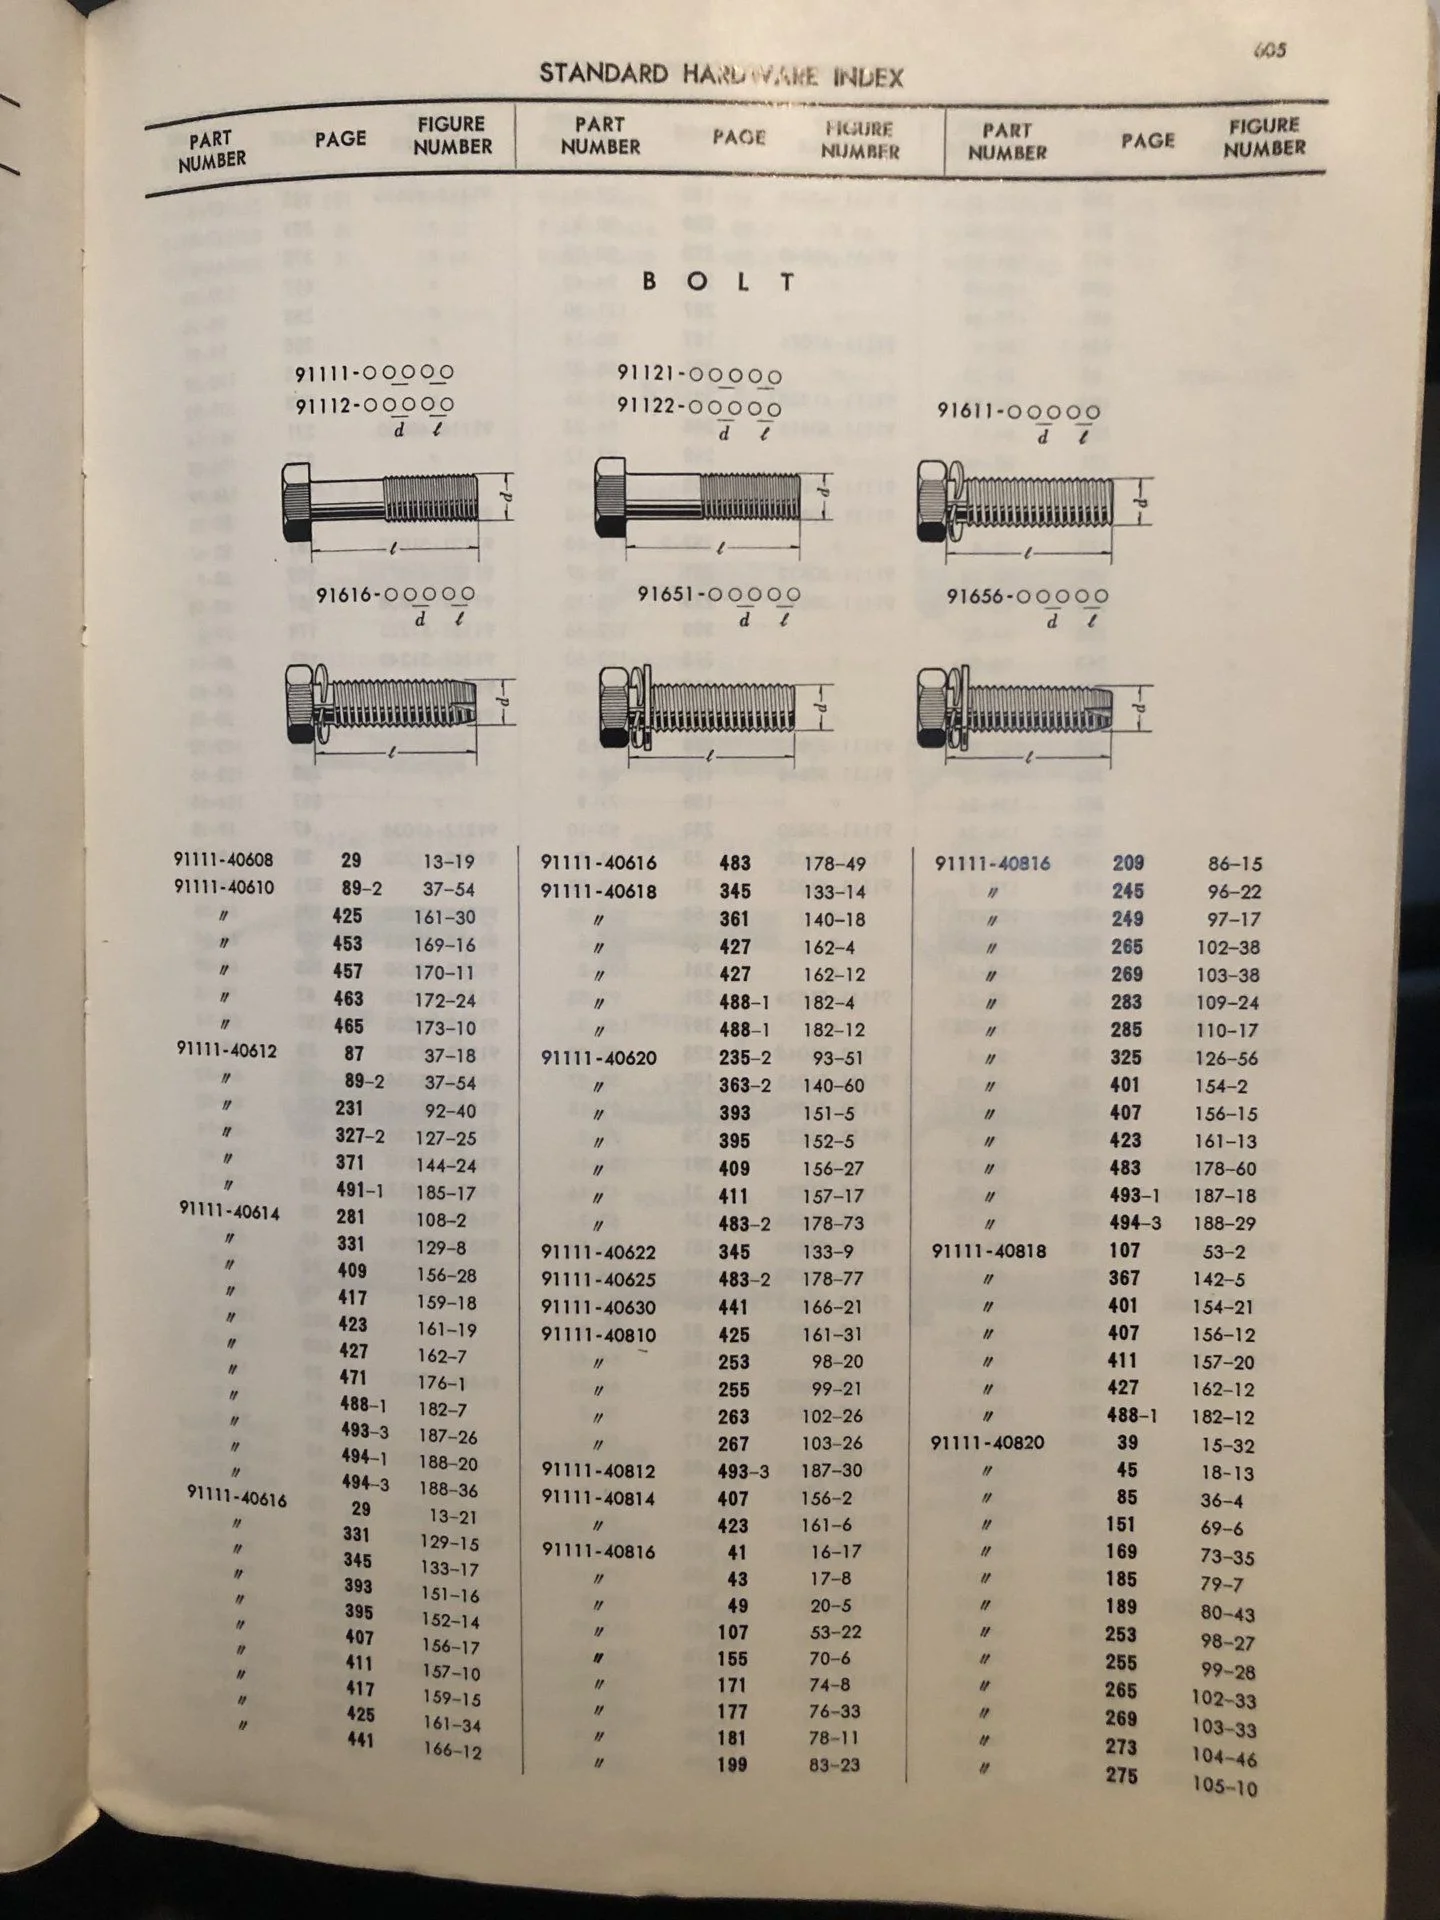 605
STANDARD HARDWARE INDEX
PART NUMBER PAGE FIGURE NUMBER PART NUMBER PAGE FIGURE NUMBER PART NUMBER PAGE FIGURE NUMBER
BOLT
91111-○○○○○
91112-○○○○○
d ℓ
91121-○○○○○
91122-○○○○○
d ℓ
91611-○○○○○
d ℓ
d
ℓ
d
ℓ
d
ℓ
91616-○○○○○
d ℓ
91651-○○○○○
d ℓ
91656-○○○○○
d ℓ
d
ℓ
d
ℓ
d
ℓ
91111-40608 29 13-19
91111-40610 89-2 37-54
〃 425 161-30
〃 453 169-16
〃 457 170-11
〃 463 172-24
〃 465 173-10
91111-40612 87 37-18
〃 89-2 37-54
〃 231 92-40
〃 327-2 127-25
〃 371 144-24
〃 491-1 185-17
91111-40614 281 108-2
〃 331 129-8
〃 409 156-28
〃 417 159-18
〃 423 161-19
〃 427 162-7
〃 471 176-1
〃 488-1 182-7
〃 493-3 187-26
〃 494-1 188-20
〃 494-3 188-36
91111-40616 29 13-21
〃 331 129-15
〃 345 133-17
〃 393 151-16
〃 395 152-14
〃 407 156-17
〃 411 157-10
〃 417 159-15
〃 425 161-34
〃 441 166-12
91111-40616 483 178-49
91111-40618 345 133-14
〃 361 140-18
〃 427 162-4
〃 427 162-12
〃 488-1 182-4
〃 488-1 182-12
91111-40620 235-2 93-51
〃 363-2 140-60
〃 393 151-5
〃 395 152-5
〃 409 156-27
〃 411 157-17
〃 483-2 178-73
91111-40622 345 133-9
91111-40625 483-2 178-77
91111-40630 441 166-21
91111-40810 425 161-31
〃 253 98-20
〃 255 99-21
〃 263 102-26
〃 267 103-26
91111-40812 493-3 187-30
91111-40814 407 156-2
〃 423 161-6
91111-40816 41 16-17
〃 43 17-8
〃 49 20-5
〃 107 53-22
〃 155 70-6
〃 171 74-8
〃 177 76-33
〃 181 78-11
〃 199 83-23
91111-40816 209 86-15
〃 245 96-22
〃 249 97-17
〃 265 102-38
〃 269 103-38
〃 283 109-24
〃 285 110-17
〃 325 126-56
〃 401 154-2
〃 407 156-15
〃 423 161-13
〃 483 178-60
〃 493-1 187-18
〃 494-3 188-29
91111-40818 107 53-2
〃 367 142-5
〃 401 154-21
〃 407 156-12
〃 411 157-20
〃 427 162-12
〃 488-1 182-12
91111-40820 39 15-32
〃 45 18-13
〃 85 36-4
〃 151 69-6
〃 169 73-35
〃 185 79-7
〃 189 80-43
〃 253 98-27
〃 255 99-28
〃 265 102-33
〃 269 103-33
〃 273 104-46
〃 275 105-10